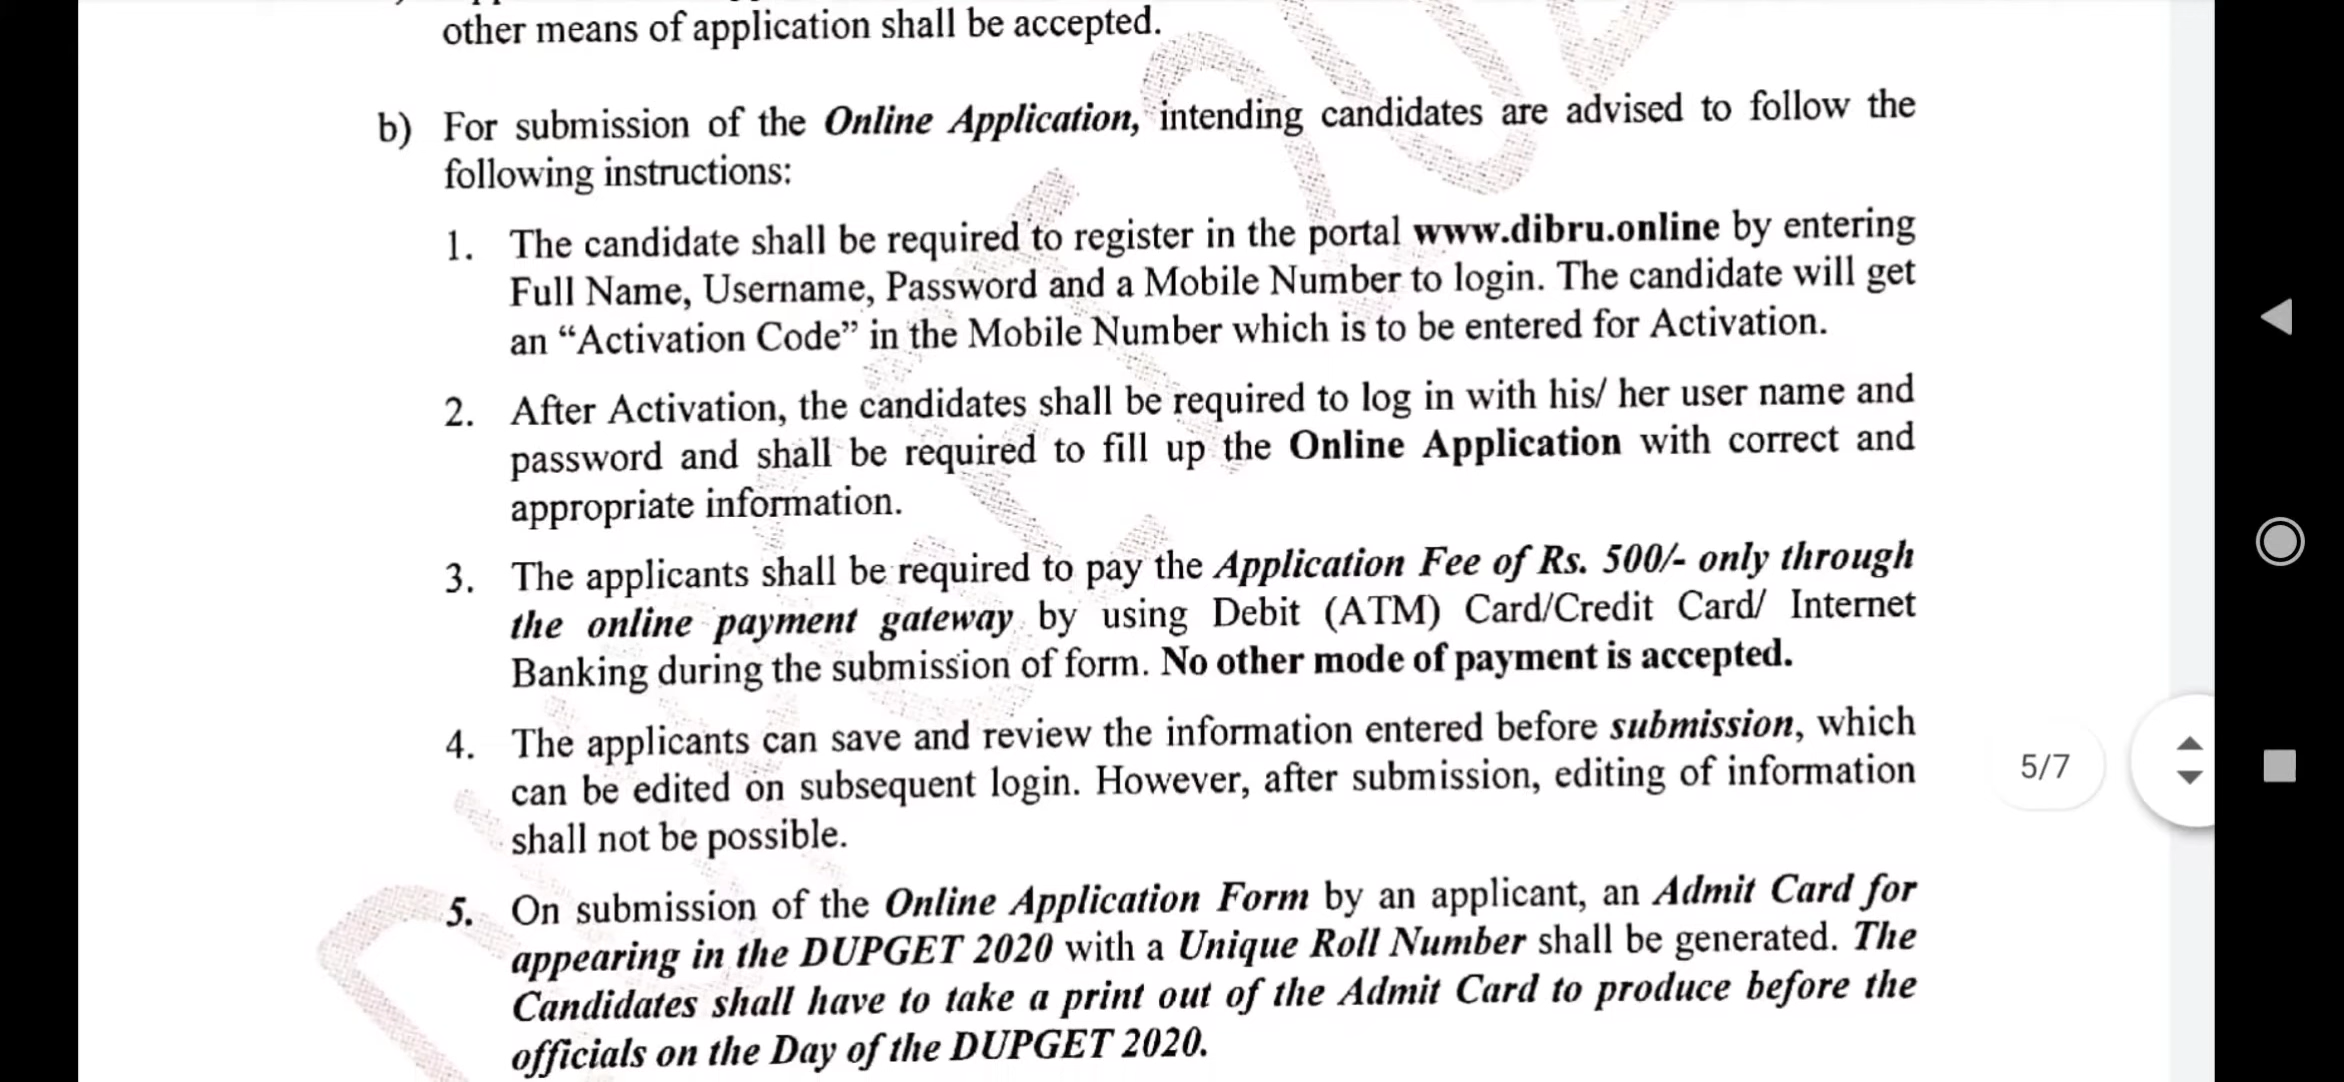 other means of application shall be accepted.
b) For submission of the Online Application, intending candidates are advised to follow the
following instructions:
1. The candidate shall be required to register in the portal www.dibru.online by entering
Full Name, Username, Password and a Mobile Number to login. The candidate will get
an “Activation Code” in the Mobile Number which is to be entered for Activation.
2. After Activation, the candidates shall be required to log in with his/ her user name and
password and shall be required to fill up the Online Application with correct and
appropriate information.
3. The applicants shall be required to pay the Application Fee of Rs. 500/- only through
the online payment gateway by using Debit (ATM) Card/Credit Card/ Internet
Banking during the submission of form. No other mode of payment is accepted.
4. The applicants can save and review the information entered before submission, which
can be edited on subsequent login. However, after submission, editing of information
shall not be possible.
5/7
5. On submission of the Online Application Form by an applicant, an Admit Card for
appearing in the DUPGET 2020 with a Unique Roll Number shall be generated. The
Candidates shall have to take a print out of the Admit Card to produce before the
officials on the Day of the DUPGET 2020.